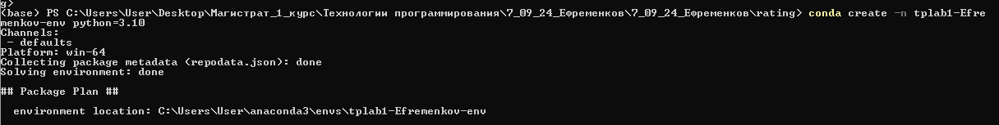 g>
(base) PS C:\Users\User\Desktop\Магистрат_1_курс\Технологии программирования\7_09_24_Ефременков\7_09_24_Ефременков\rating> conda create -n tplab1-Efre
menkov-env python=3.10
Channels:
 - defaults
Platform: win-64
Collecting package metadata (repodata.json): done
Solving environment: done

## Package Plan ##

  environment location: C:\Users\User\anaconda3\envs\tplab1-Efremenkov-env